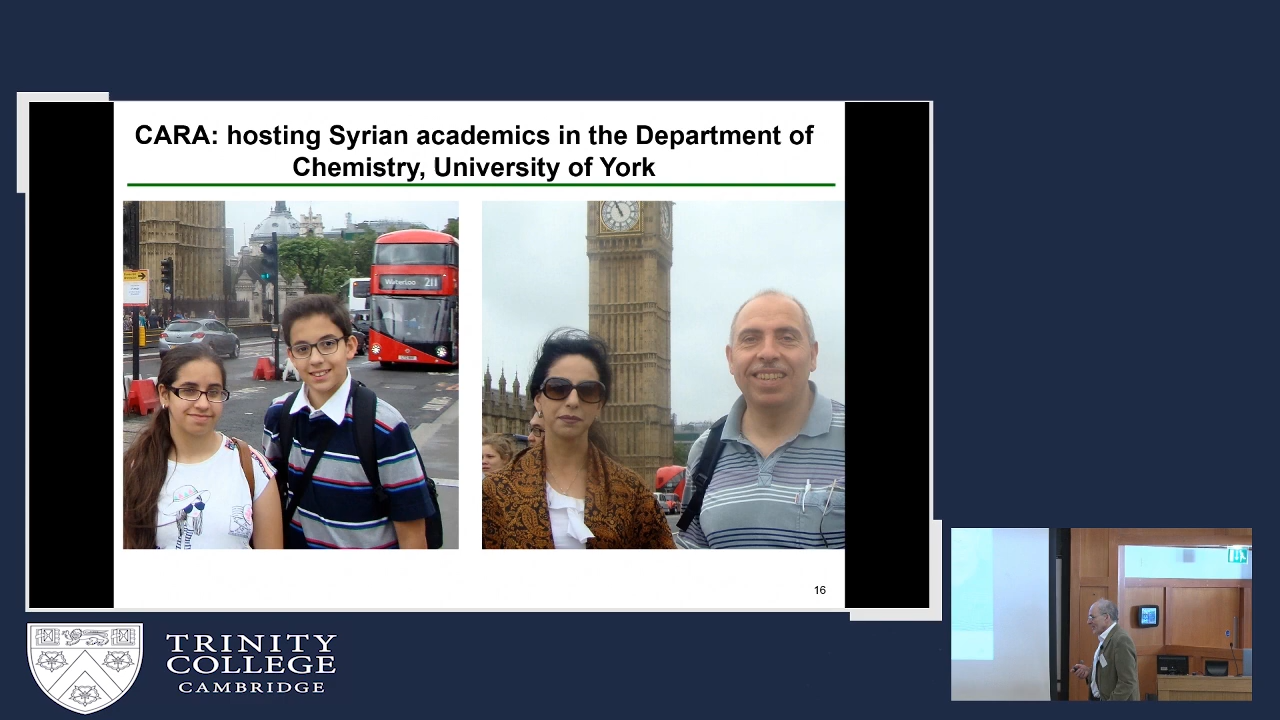 CARA: hosting Syrian academics in the Department of
Chemistry, University of York
Waterloo 211
16
TRINITY
COLLEGE
CAMBRIDGE